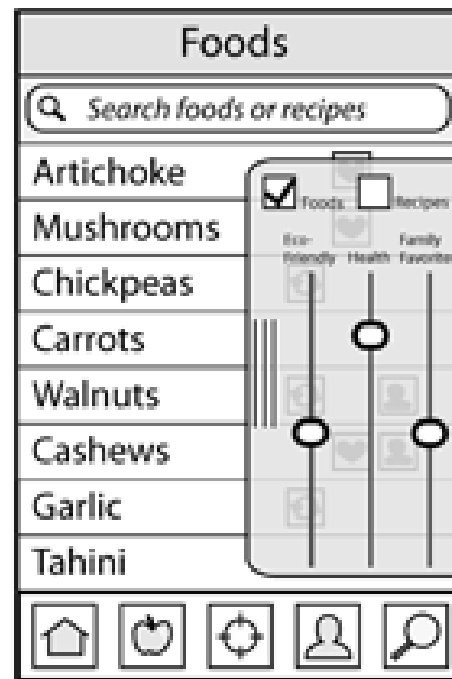 Foods
Search foods or recipes
Artichoke
Foods Recipes
Mushrooms
Eco-Friendly Health Family Favorite
Chickpeas
Carrots
Walnuts
Cashews
Garlic
Tahini